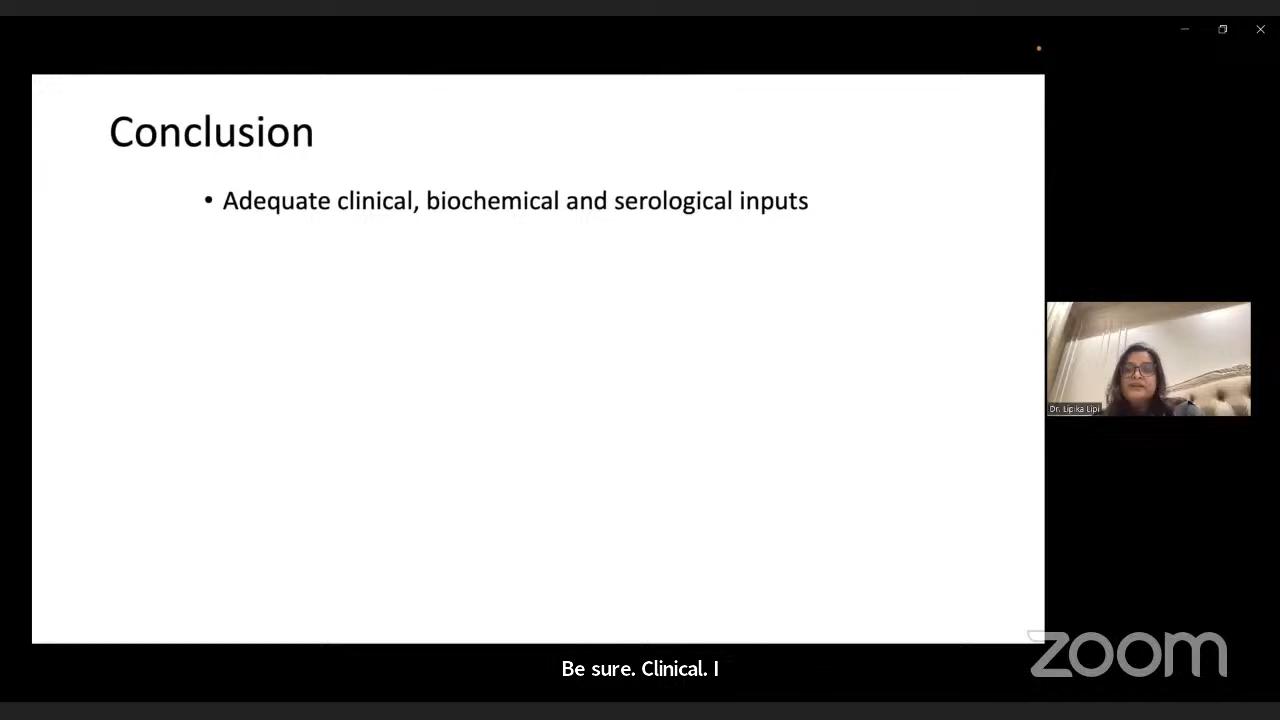 Conclusion
• Adequate clinical, biochemical and serological inputs
Dr. Lipika Lipi
Be sure. Clinical. I
zoom